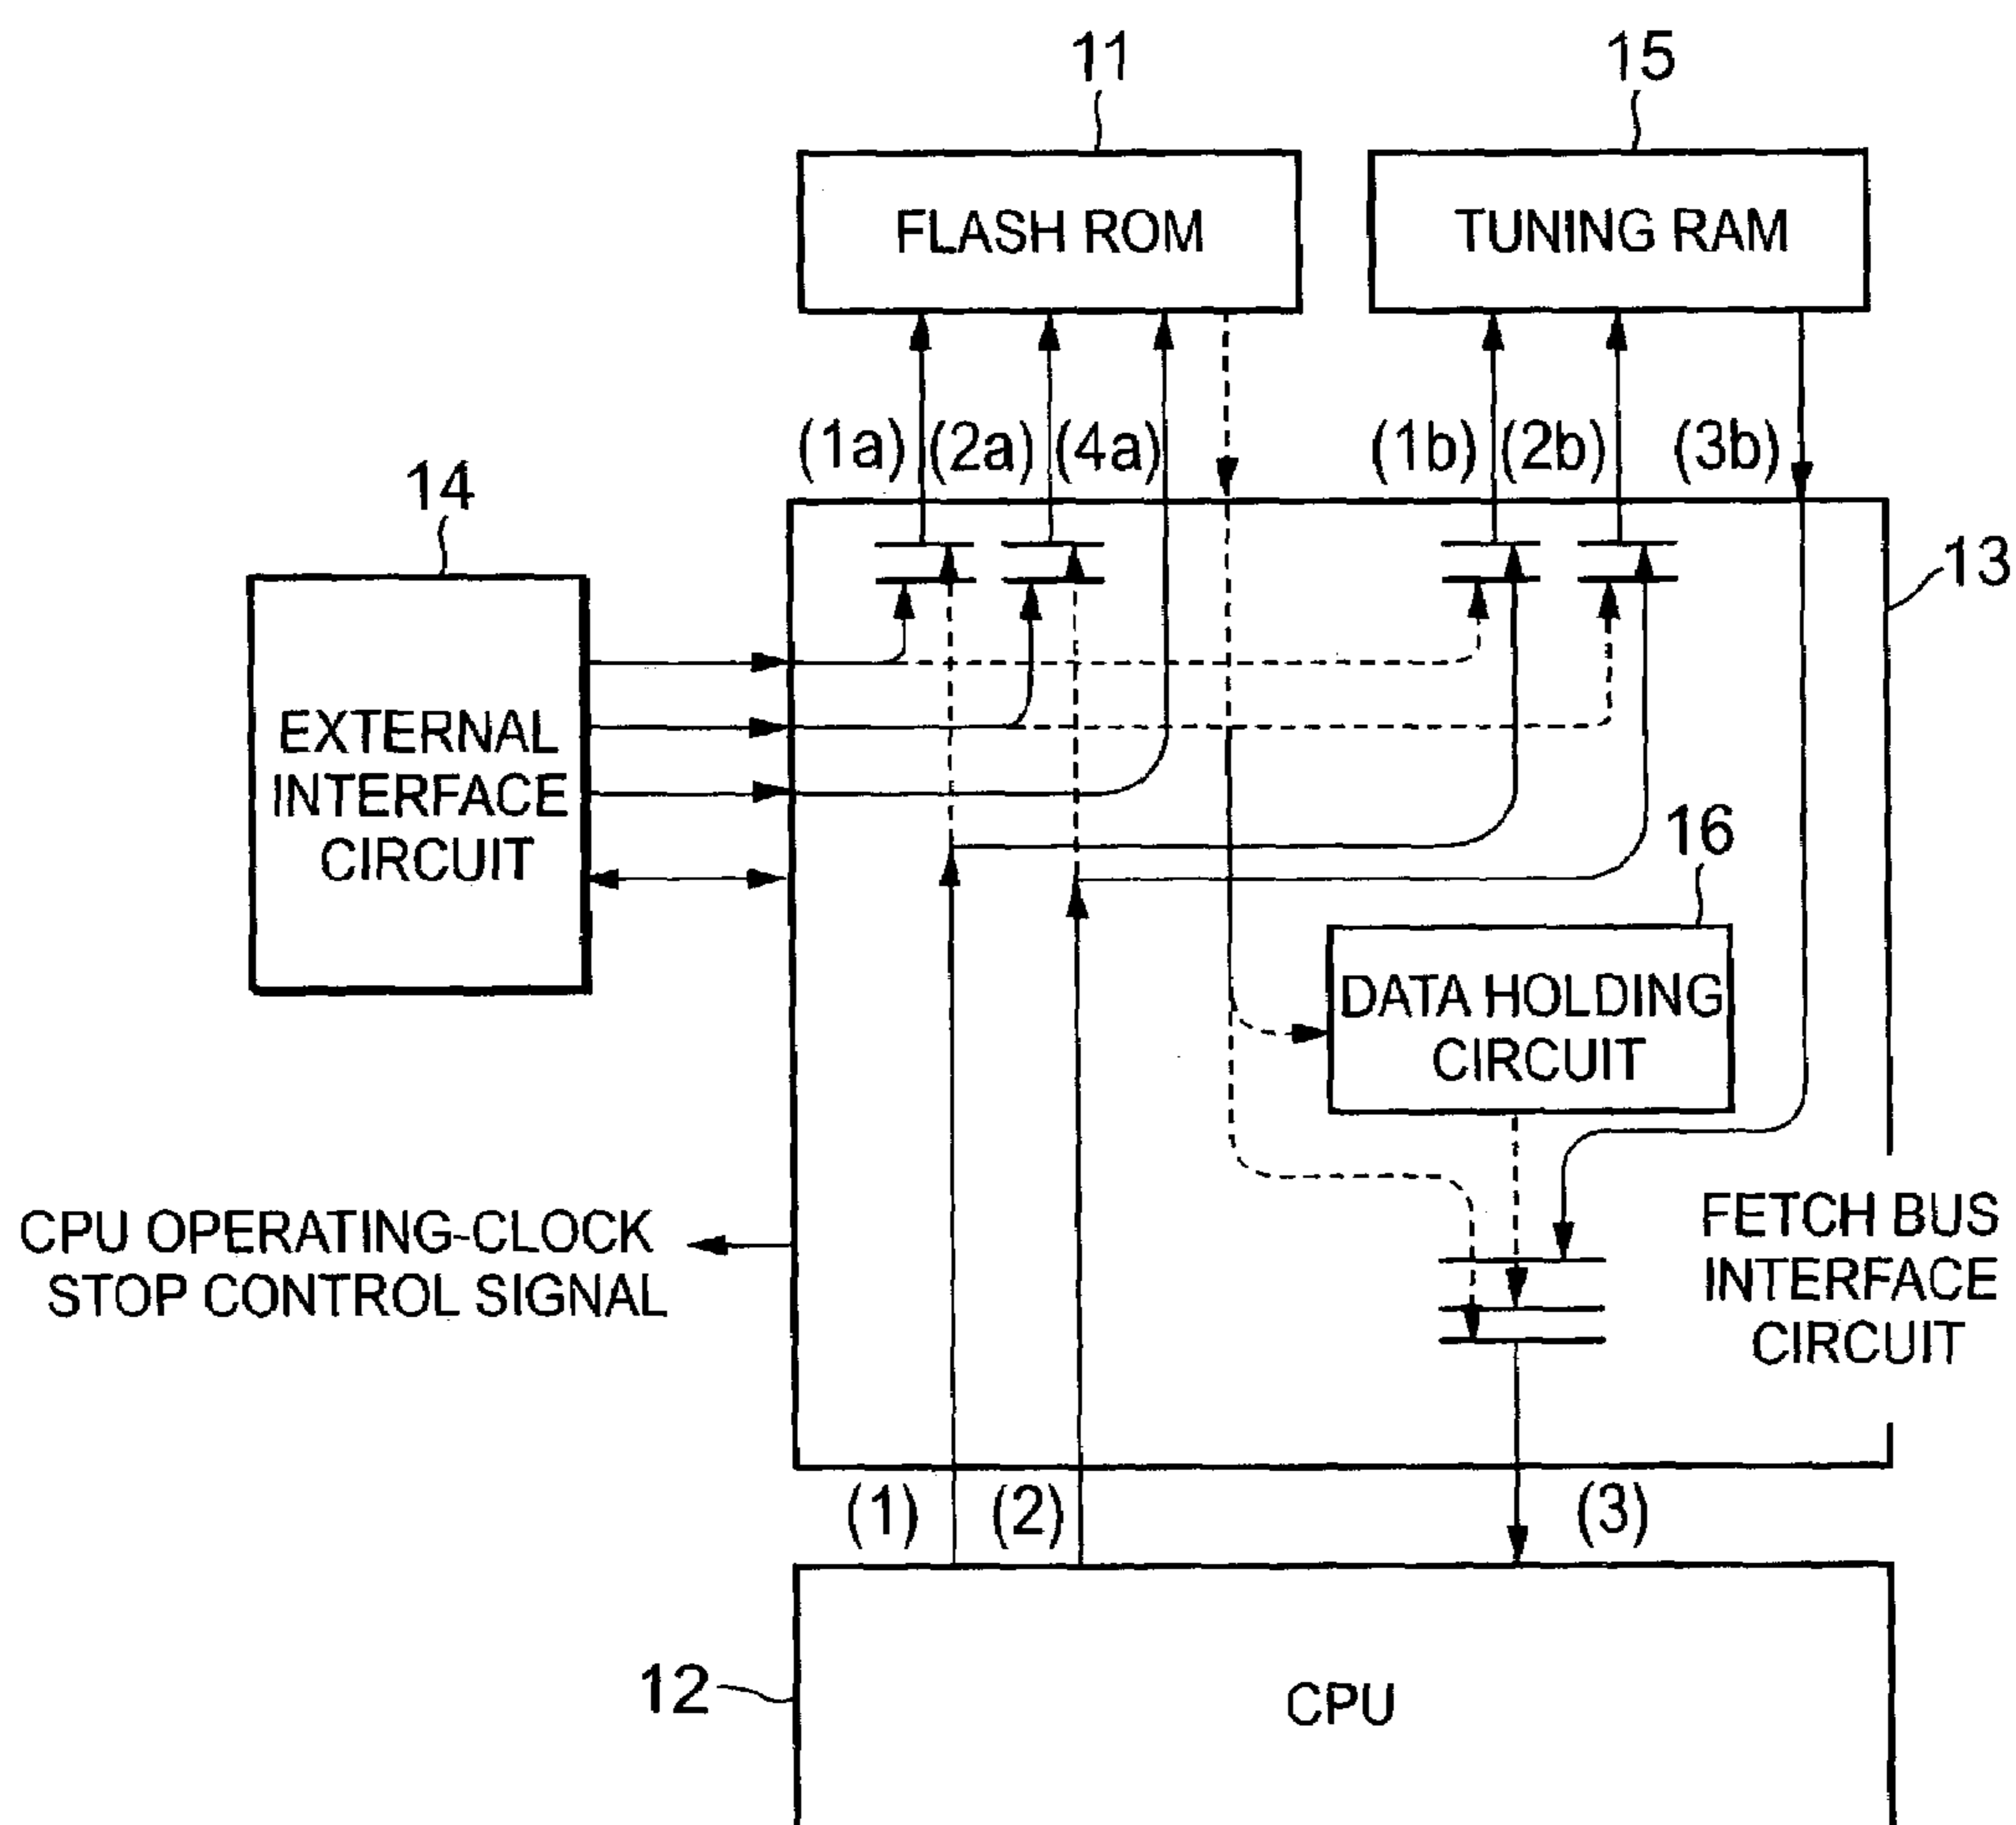 11
15
FLASH ROM
TUNING RAM
(1a) (2a) (4a)
(1b) (2b) (3b)
14
13
EXTERNAL
INTERFACE
CIRCUIT
16
DATA HOLDING
CIRCUIT
CPU OPERATING-CLOCK
STOP CONTROL SIGNAL
FETCH BUS
INTERFACE
CIRCUIT
(1) (2) (3)
12
CPU